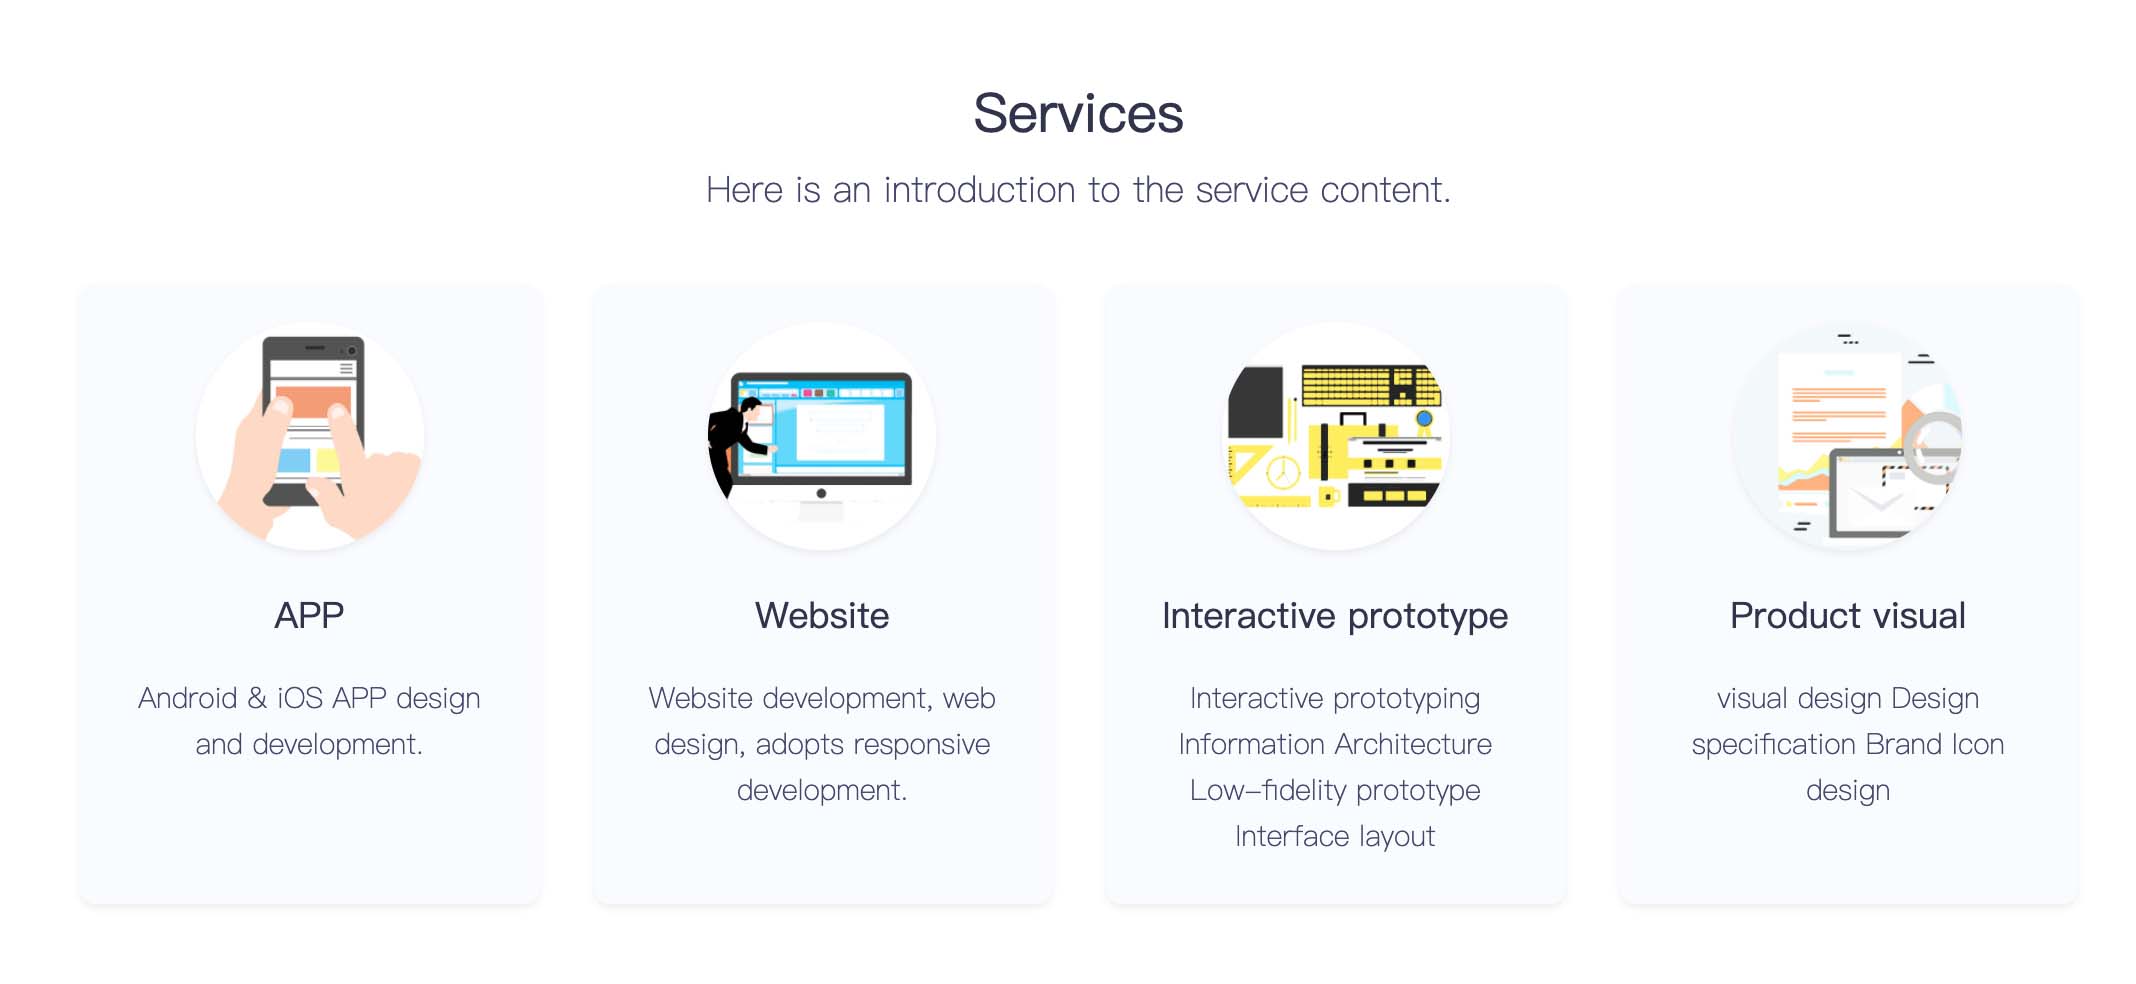 Services
Here is an introduction to the service content.
APP
Android & iOS APP design
and development.
Website
Website development, web
design, adopts responsive
development.
Interactive prototype
Interactive prototyping
Information Architecture
Low-fidelity prototype
Interface layout
Product visual
visual design Design
specification Brand Icon
design